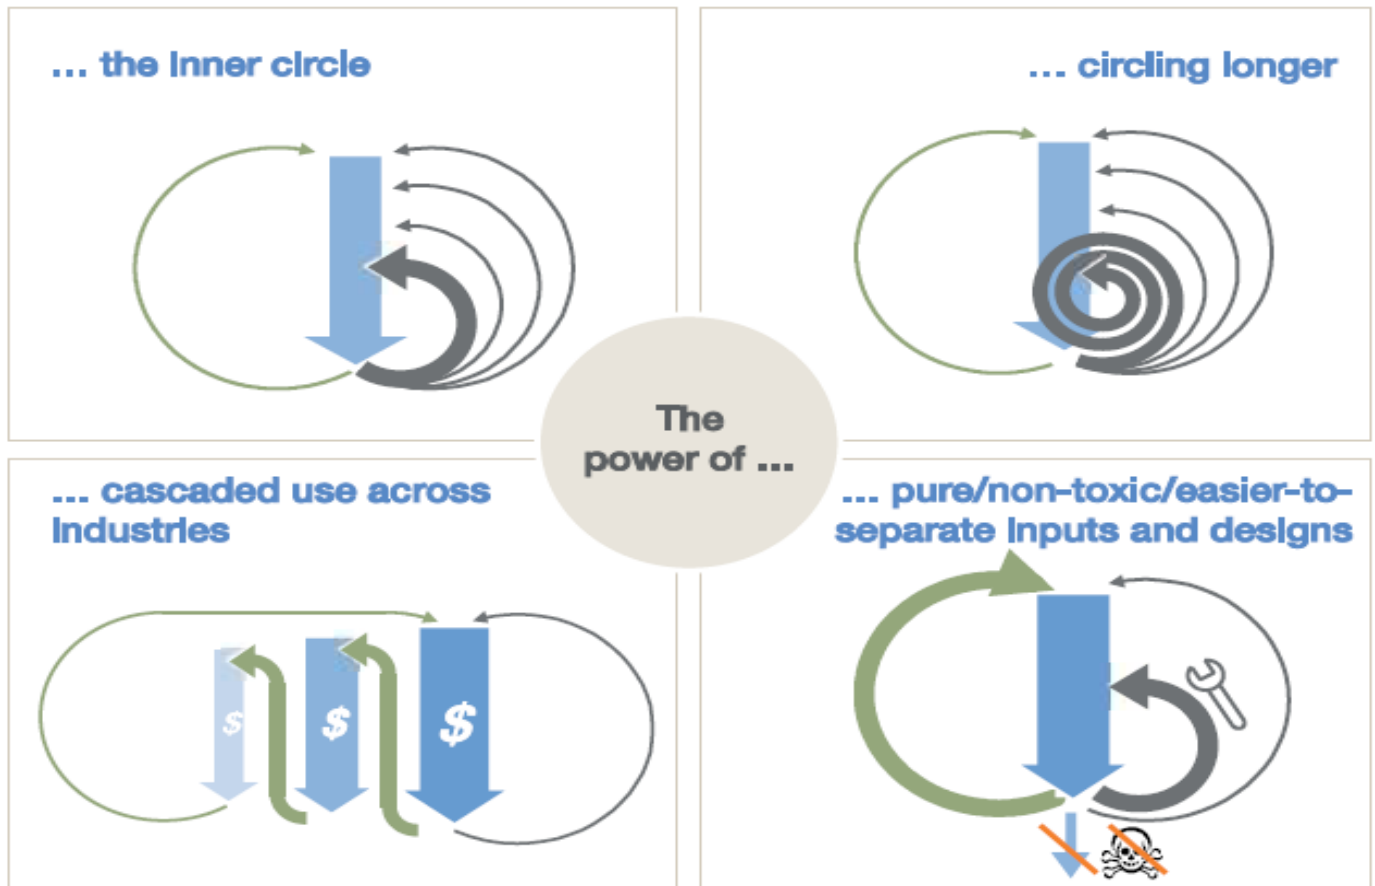 ... the inner circle
... circling longer
The
power of ...
... cascaded use across
industries
... pure/non-toxic/easier-to-
separate inputs and designs
$
$
$